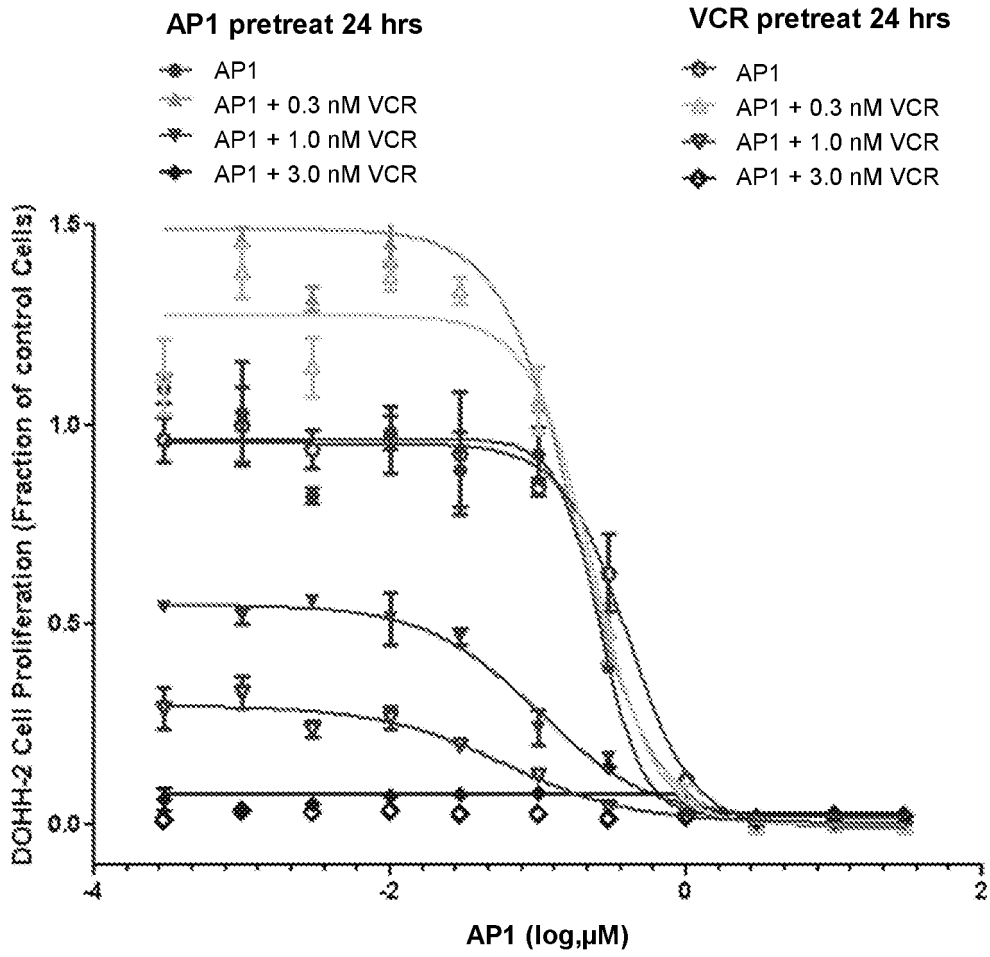 AP1 pretreat 24 hrs
AP1
AP1 + 0.3 nM VCR
AP1 + 1.0 nM VCR
AP1 + 3.0 nM VCR
VCR pretreat 24 hrs
AP1
AP1 + 0.3 nM VCR
AP1 + 1.0 nM VCR
AP1 + 3.0 nM VCR
DOHH-2 Cell Proliferation (Fraction of control Cells)
1.5
1.0
0.5
0.0
-4
-2
0
2
AP1 (log,µM)